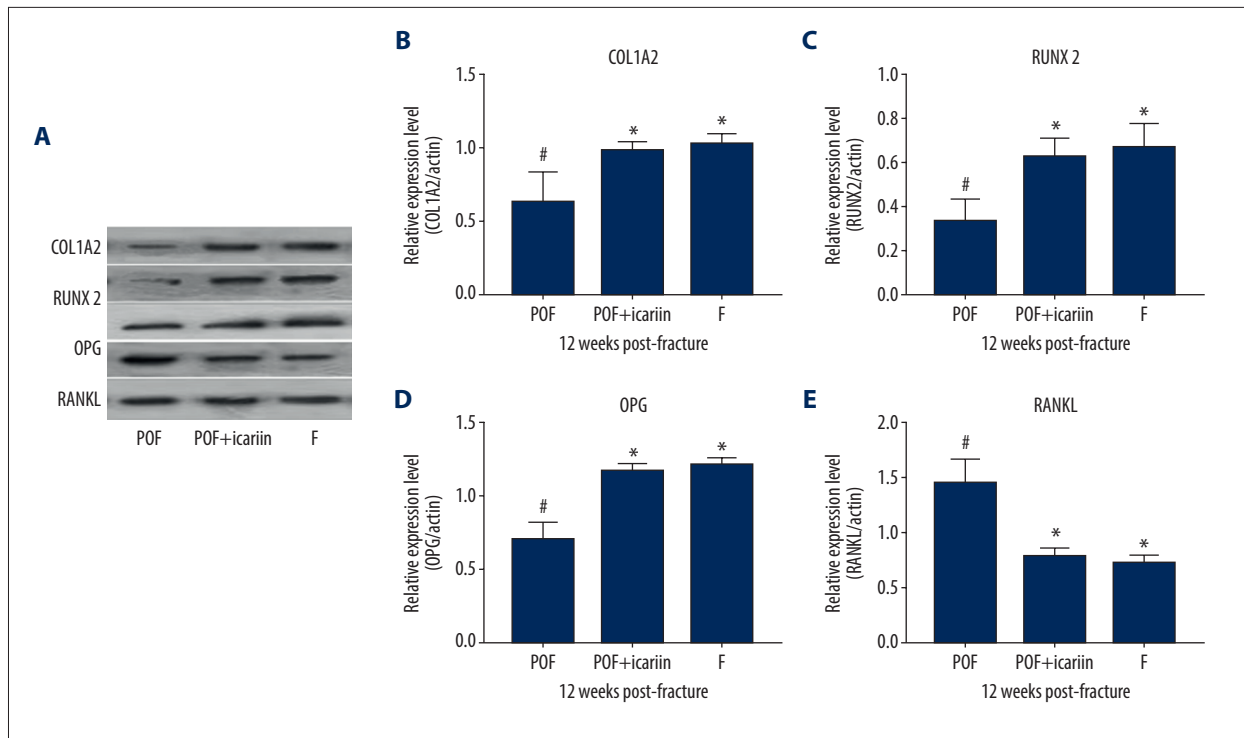 A
COL1A2
RUNX 2
OPG
RANKL
POF POF+icariin F
B
COL1A2
Relative expression level
(COL1A2/actin)
1.5
1.0
0.5
0.0
#
*
*
POF POF+icariin F
12 weeks post-fracture
C
RUNX 2
Relative expression level
(RUNX2/actin)
1.0
0.8
0.6
0.4
0.2
0.0
#
*
*
POF POF+icariin F
12 weeks post-fracture
D
OPG
Relative expression level
(OPG/actin)
1.5
1.0
0.5
0.0
#
*
*
POF POF+icariin F
12 weeks post-fracture
E
RANKL
Relative expression level
(RANKL/actin)
2.0
1.5
1.0
0.5
0.0
#
*
*
POF POF+icariin F
12 weeks post-fracture